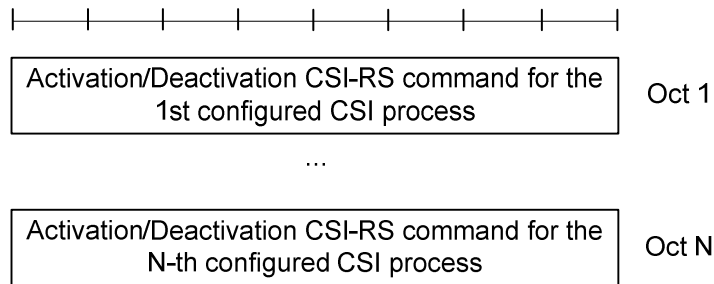 Activation/Deactivation CSI-RS command for the
1st configured CSI process
Oct 1
...
Activation/Deactivation CSI-RS command for the
N-th configured CSI process
Oct N